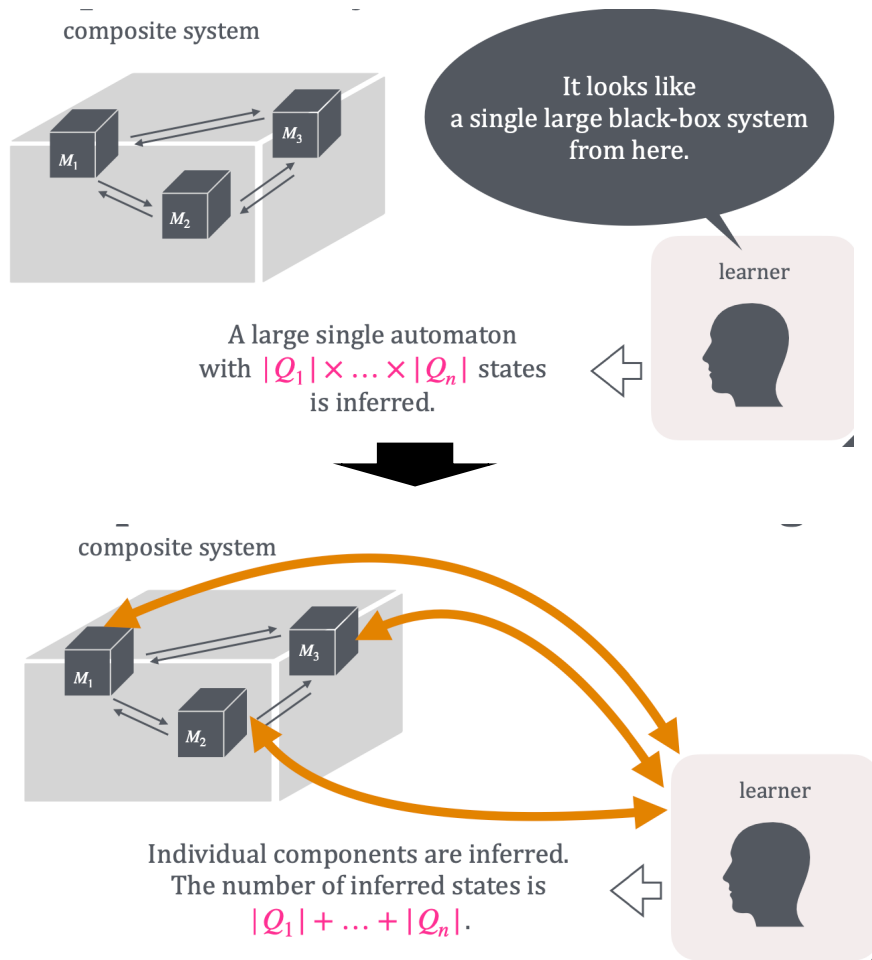 composite system
It looks like
a single large black-box system
from here.
M₁
M₃
M₂
learner
A large single automaton
with |Q₁| × … × |Qₙ| states
is inferred.
composite system
M₁
M₃
M₂
learner
Individual components are inferred.
The number of inferred states is
|Q₁| + … + |Qₙ|.